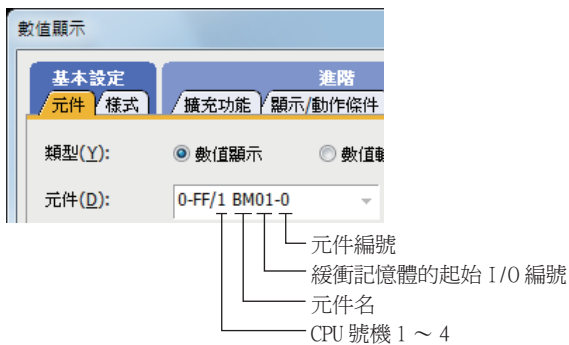 數值顯示
基本設定 進階
元件 樣式 擴充功能 顯示/動作條件
類型(Y): 數值顯示
元件(D): 0-FF/1 BM01-0
元件編號
緩衝記憶體的起始 I/O 編號
元件名
CPU 號機 1 ～ 4